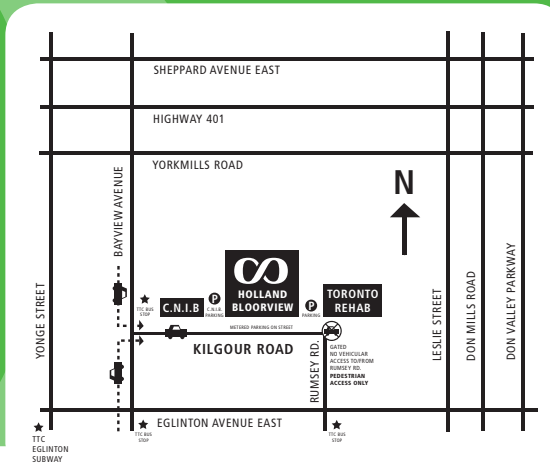 SHEPPARD AVENUE EAST
HIGHWAY 401
YORKMILLS ROAD
BAYVIEW AVENUE
N
YONGE STREET
LESLIE STREET
DON MILLS ROAD
DON VALLEY PARKWAY
TTC BUS
STOP
C.N.I.B
P
C.N.I.B.
PARKING
HOLLAND
BLOORVIEW
P
PARKING
TORONTO
REHAB
METERED PARKING ON STREET
KILGOUR ROAD
RUMSEY RD.
GATED
NO VEHICULAR
ACCESS TO/FROM
RUMSEY RD.
PEDESTRIAN
ACCESS ONLY
EGLINTON AVENUE EAST
TTC
EGLINTON
SUBWAY
TTC BUS
STOP
TTC BUS
STOP